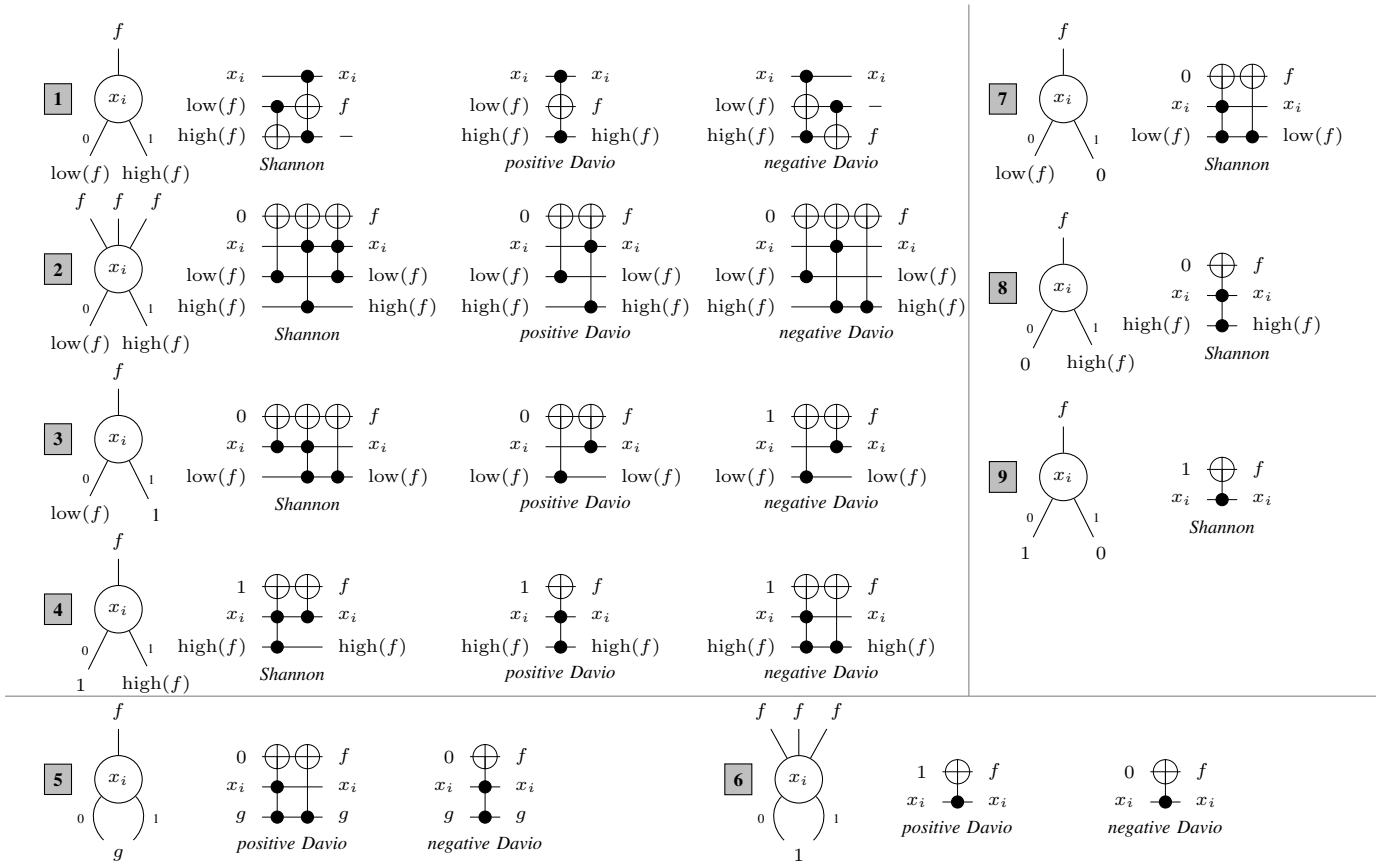 f
1
x_i
0
1
low(f) high(f)
x_i x_i
low(f) f
high(f) −
Shannon
x_i x_i
low(f) f
high(f) high(f)
positive Davio
x_i x_i
low(f) −
high(f) f
negative Davio
f f f
2
x_i
0
1
low(f) high(f)
0 f
x_i x_i
low(f) low(f)
high(f) high(f)
Shannon
0 f
x_i x_i
low(f) low(f)
high(f) high(f)
positive Davio
0 f
x_i x_i
low(f) low(f)
high(f) high(f)
negative Davio
f
3
x_i
0
1
low(f) 1
0 f
x_i x_i
low(f) low(f)
Shannon
0 f
x_i x_i
low(f) low(f)
positive Davio
1 f
x_i x_i
low(f) low(f)
negative Davio
f
4
x_i
0
1
1 high(f)
1 f
x_i x_i
high(f) high(f)
Shannon
1 f
x_i x_i
high(f) high(f)
positive Davio
1 f
x_i x_i
high(f) high(f)
negative Davio
f
7
x_i
0
1
low(f) 0
0 f
x_i x_i
low(f) low(f)
Shannon
f
8
x_i
0
1
0 high(f)
0 f
x_i x_i
high(f) high(f)
Shannon
f
9
x_i
0
1
1 0
1 f
x_i x_i
Shannon
f
5
x_i
0
1
g
0 f
x_i x_i
g g
positive Davio
0 f
x_i x_i
g g
negative Davio
f f f
6
x_i
0
1
1
1 f
x_i x_i
positive Davio
0 f
x_i x_i
negative Davio